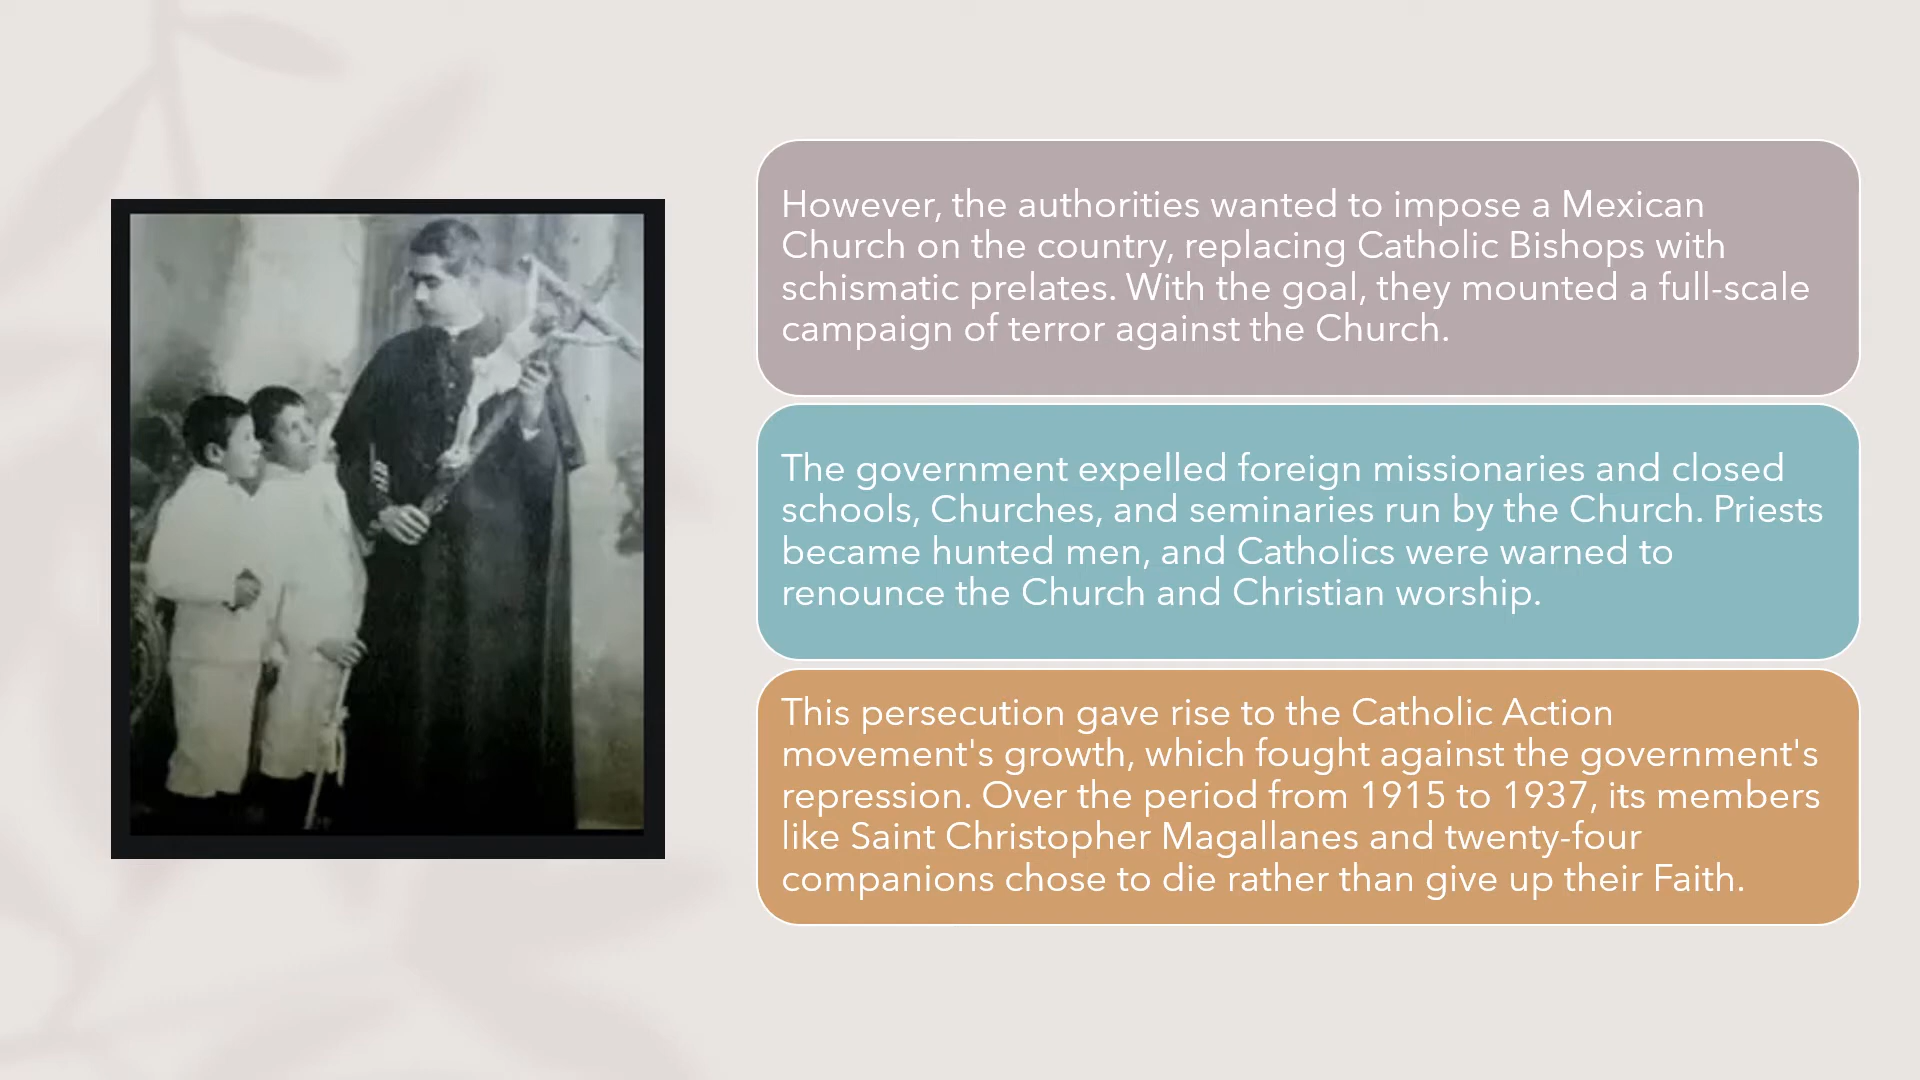 However, the authorities wanted to impose a Mexican
Church on the country, replacing Catholic Bishops with
schismatic prelates. With the goal, they mounted a full-scale
campaign of terror against the Church.
The government expelled foreign missionaries and closed
schools, Churches, and seminaries run by the Church. Priests
became hunted men, and Catholics were warned to
renounce the Church and Christian worship.
This persecution gave rise to the Catholic Action
movement's growth, which fought against the government's
repression. Over the period from 1915 to 1937, its members
like Saint Christopher Magallanes and twenty-four
companions chose to die rather than give up their Faith.